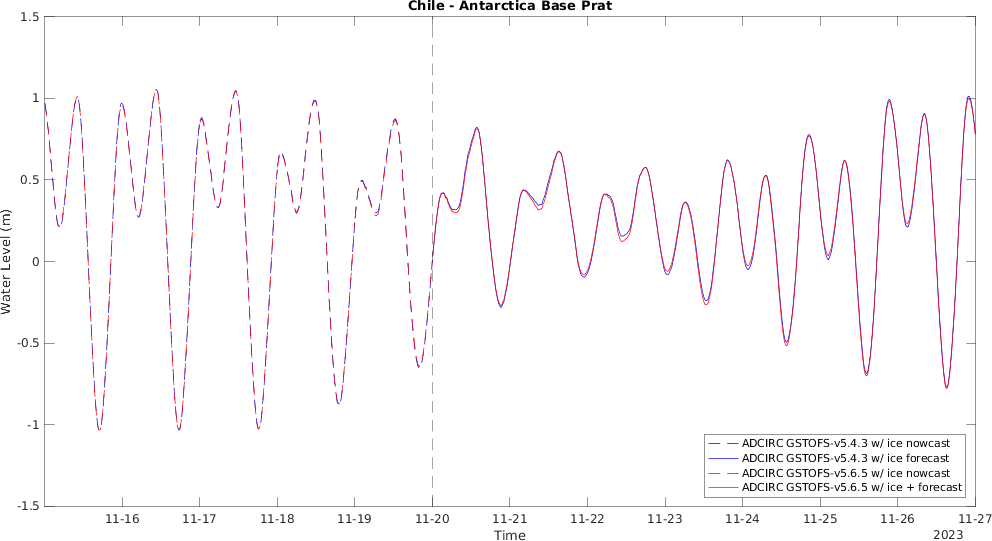 Chile - Antarctica Base Prat
Water Level (m)
1.5
1
0.5
0
-0.5
-1
-1.5
ADCIRC GSTOFS-v5.4.3 w/ ice nowcast
ADCIRC GSTOFS-v5.4.3 w/ ice forecast
ADCIRC GSTOFS-v5.6.5 w/ ice nowcast
ADCIRC GSTOFS-v5.6.5 w/ ice + forecast
11-16 11-17 11-18 11-19 11-20 11-21 11-22 11-23 11-24 11-25 11-26 11-27
Time
2023